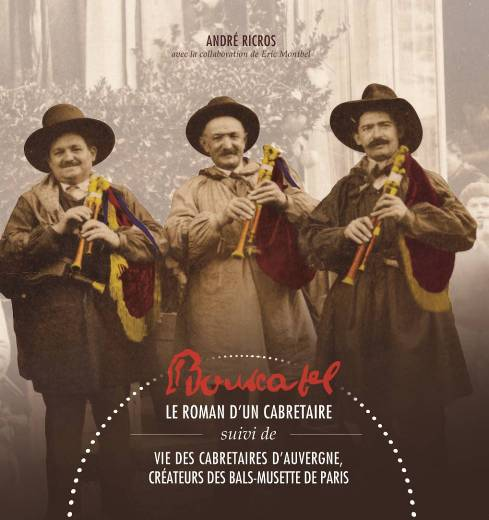 ANDRÉ RICROS
avec la collaboration de Eric Montbel
Bouscatel
LE ROMAN D'UN CABRETAIRE
suivi de
VIE DES CABRETAIRES D'AUVERGNE,
CRÉATEURS DES BALS-MUSETTE DE PARIS